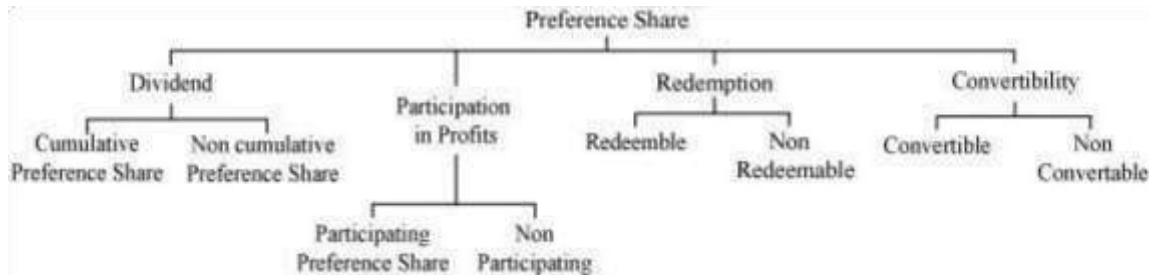 Preference Share
Dividend
Participation
in Profits
Redemption
Convertibility
Cumulative
Preference Share
Non cumulative
Preference Share
Redeemble
Non
Redeemable
Convertible
Non
Convertable
Participating
Preference Share
Non
Participating